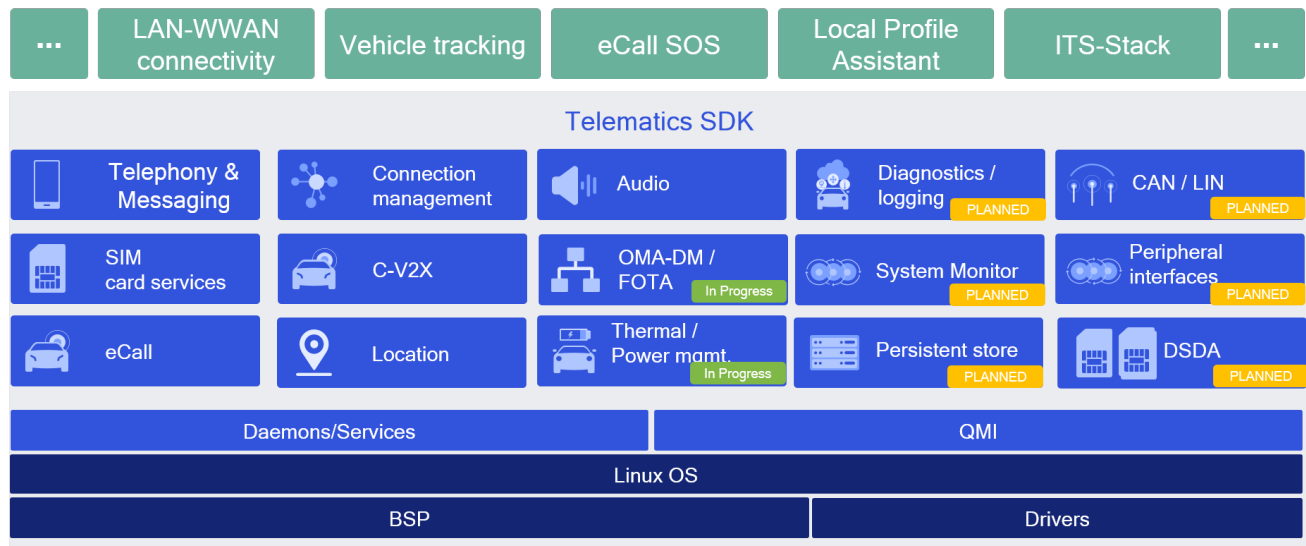 ...
LAN-WWAN
connectivity
Vehicle tracking
eCall SOS
Local Profile
Assistant
ITS-Stack
...
Telematics SDK
Telephony &
Messaging
Connection
management
Audio
Diagnostics /
logging
PLANNED
CAN / LIN
PLANNED
SIM
card services
C-V2X
OMA-DM /
FOTA
In Progress
System Monitor
PLANNED
Peripheral
interfaces
PLANNED
eCall
Location
Thermal /
Power mgmt.
In Progress
Persistent store
PLANNED
DSDA
PLANNED
Daemons/Services
QMI
Linux OS
BSP
Drivers